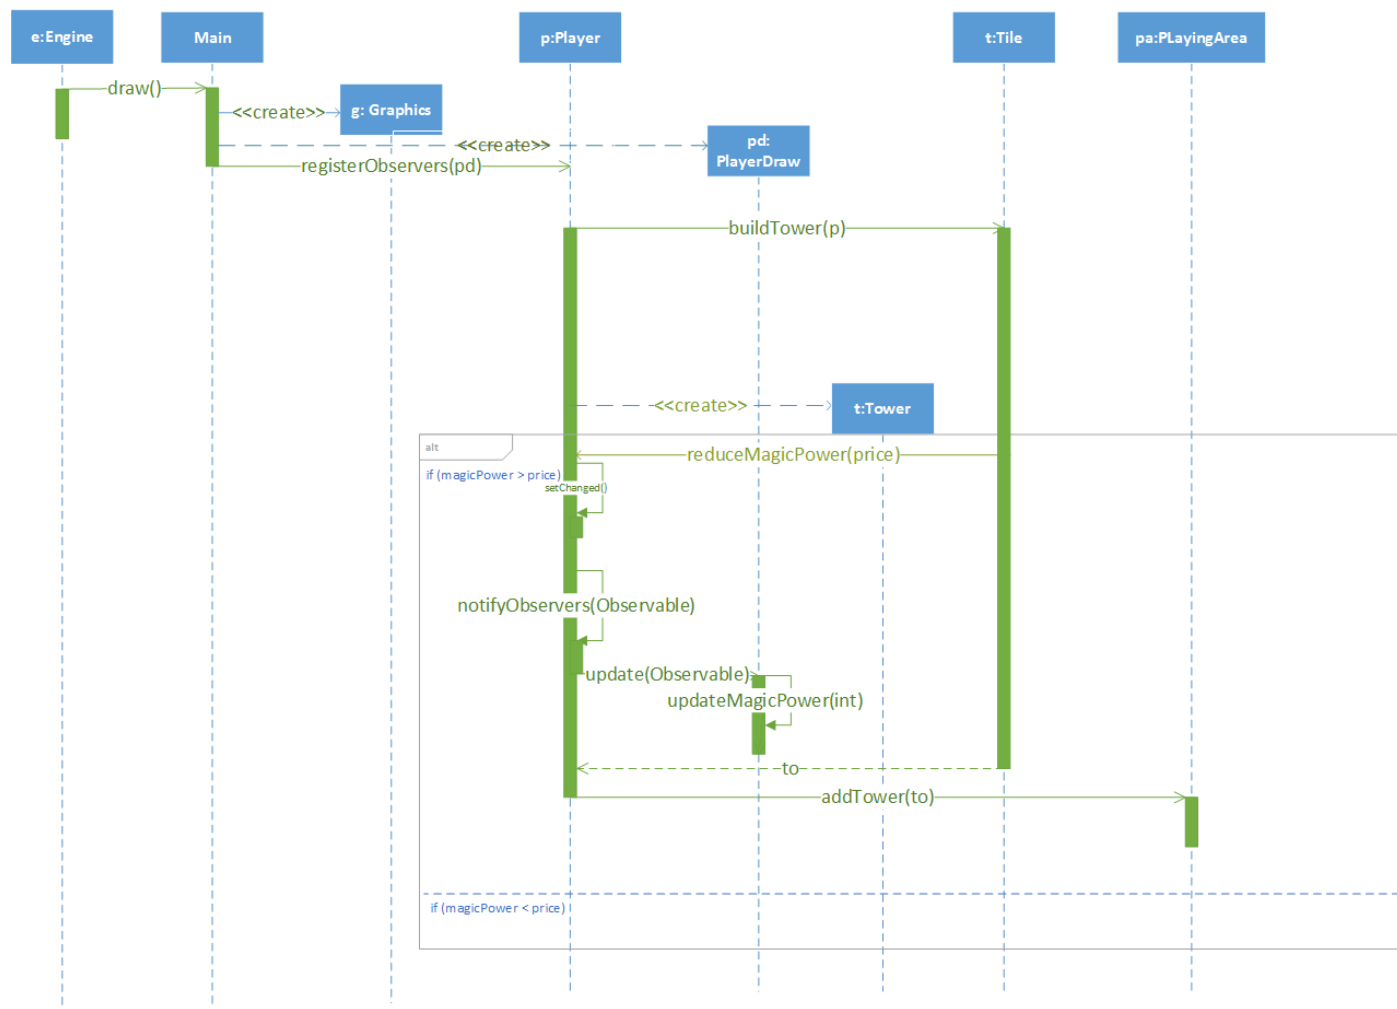 e:Engine
Main
p:Player
t:Tile
pa:PLayingArea
draw()
<<create>>
g: Graphics
<<create>>
pd:
PlayerDraw
registerObservers(pd)
buildTower(p)
<<create>>
t:Tower
alt
reduceMagicPower(price)
if (magicPower > price)
setChanged()
notifyObservers(Observable)
update(Observable)
updateMagicPower(int)
to
addTower(to)
if (magicPower < price)